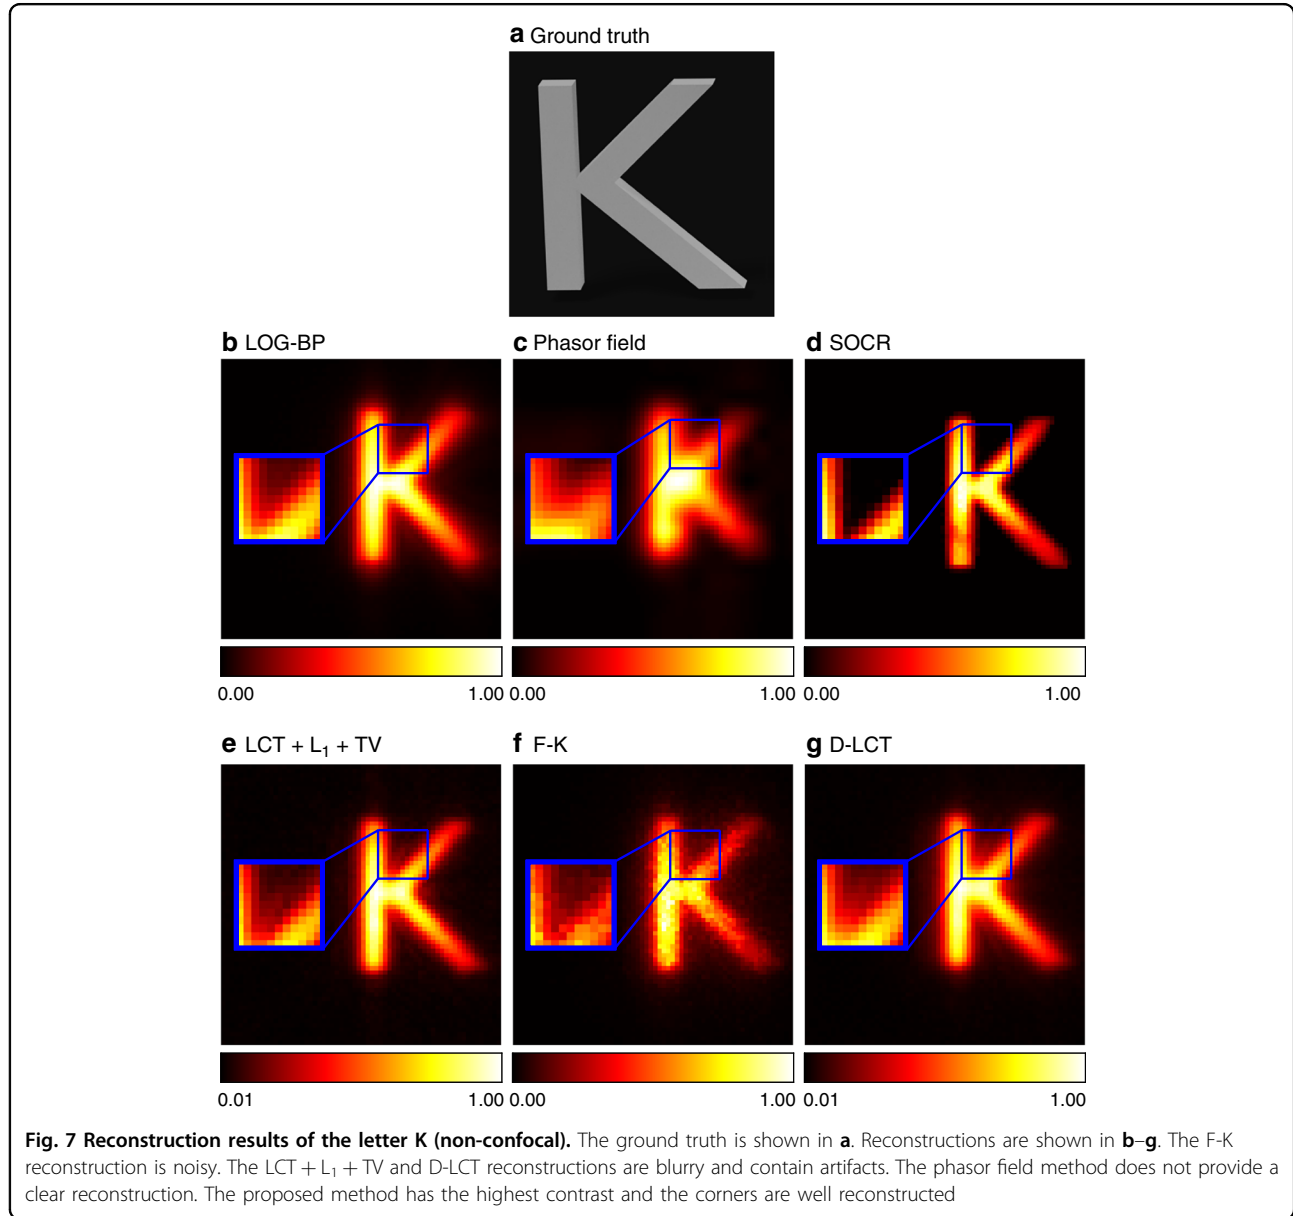 a Ground truth
b LOG-BP
c Phasor field
d SOCR
0.00 1.00 0.00 1.00 0.00 1.00
e LCT + L₁ + TV
f F-K
g D-LCT
0.01 1.00 0.00 1.00 0.01 1.00
Fig. 7 Reconstruction results of the letter K (non-confocal). The ground truth is shown in a. Reconstructions are shown in b–g. The F-K
reconstruction is noisy. The LCT + L₁ + TV and D-LCT reconstructions are blurry and contain artifacts. The phasor field method does not provide a
clear reconstruction. The proposed method has the highest contrast and the corners are well reconstructed